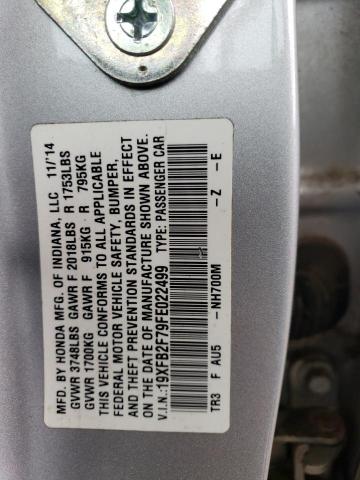 MFD. BY HONDA MFG. OF INDIANA, LLC 11/'14
GVWR 3748LBS GAWR F 2018LBS R 1753LBS
GVWR 1700KG GAWR F 915KG R 795KG
THIS VEHICLE CONFORMS TO ALL APPLICABLE
FEDERAL MOTOR VEHICLE SAFETY, BUMPER,
AND THEFT PREVENTION STANDARDS IN EFFECT
ON THE DATE OF MANUFACTURE SHOWN ABOVE.
V.I.N.: 19XFB2F79FE022499 TYPE: PASSENGER CAR
TR3 F AU5 -NH700M -Z -E